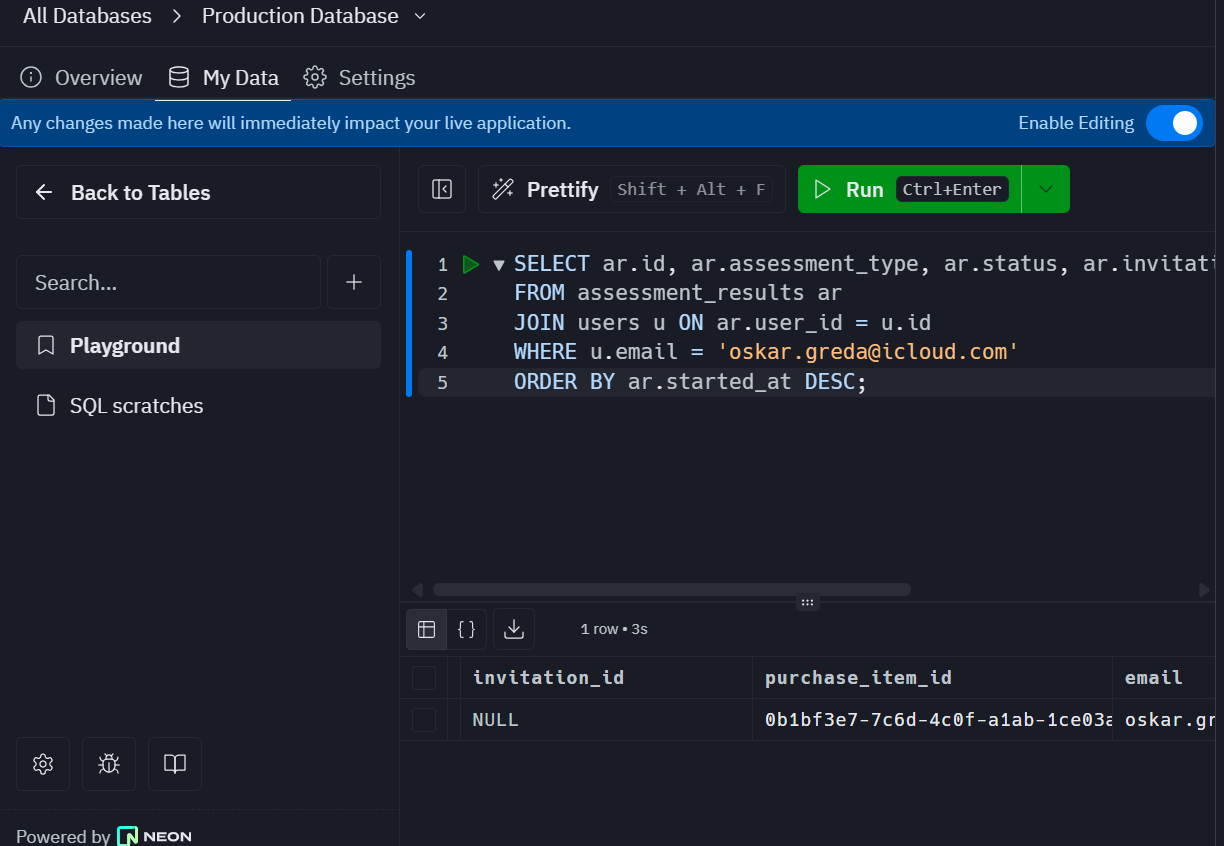 All Databases > Production Database
Overview My Data Settings
Any changes made here will immediately impact your live application. Enable Editing
Back to Tables
Prettify Shift + Alt + F
Run Ctrl+Enter
Search...
Playground
SQL scratches
1 SELECT ar.id, ar.assessment_type, ar.status, ar.invitati
2 FROM assessment_results ar
3 JOIN users u ON ar.user_id = u.id
4 WHERE u.email = 'oskar.greda@icloud.com'
5 ORDER BY ar.started_at DESC;
{} 1 row • 3s
invitation_id purchase_item_id email
NULL 0b1bf3e7-7c6d-4c0f-a1ab-1ce03a oskar.gr
Powered by NEON